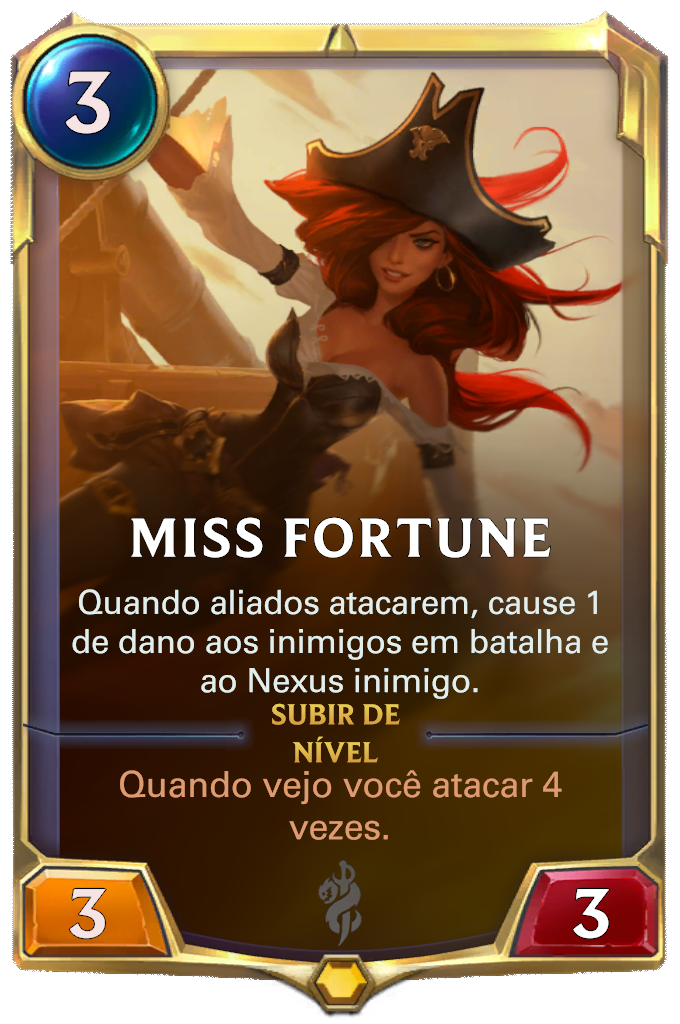 3
MISS FORTUNE
Quando aliados atacarem, cause 1
de dano aos inimigos em batalha e
ao Nexus inimigo.
SUBIR DE
NÍVEL
Quando vejo você atacar 4
vezes.
3
3